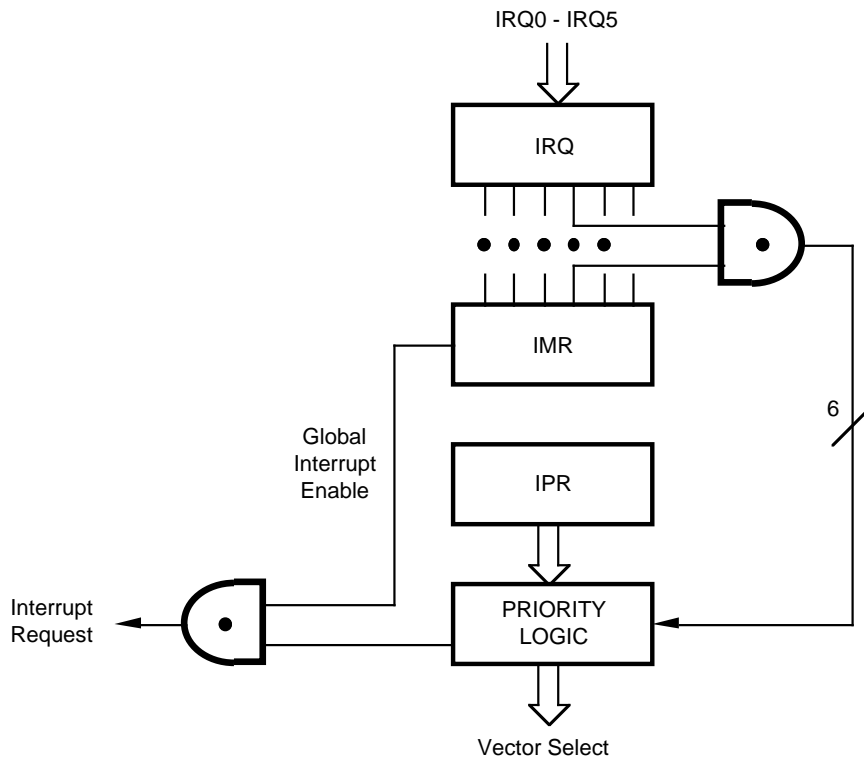 IRQ0 - IRQ5
IRQ
IMR
6
Global
Interrupt
Enable
IPR
Interrupt
Request
PRIORITY
LOGIC
Vector Select